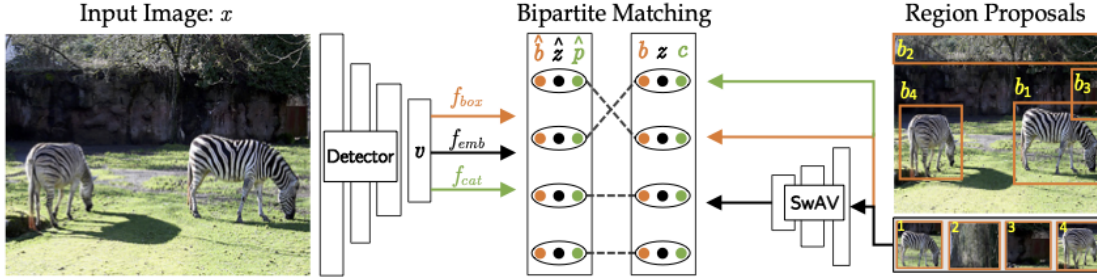 Input Image: x
Bipartite Matching
Region Proposals
b̂ ẑ p̂
b z c
Detector
v
f_box
f_emb
f_cat
SwAV
b₂
b₄
b₁
b₃
1 2 3 4